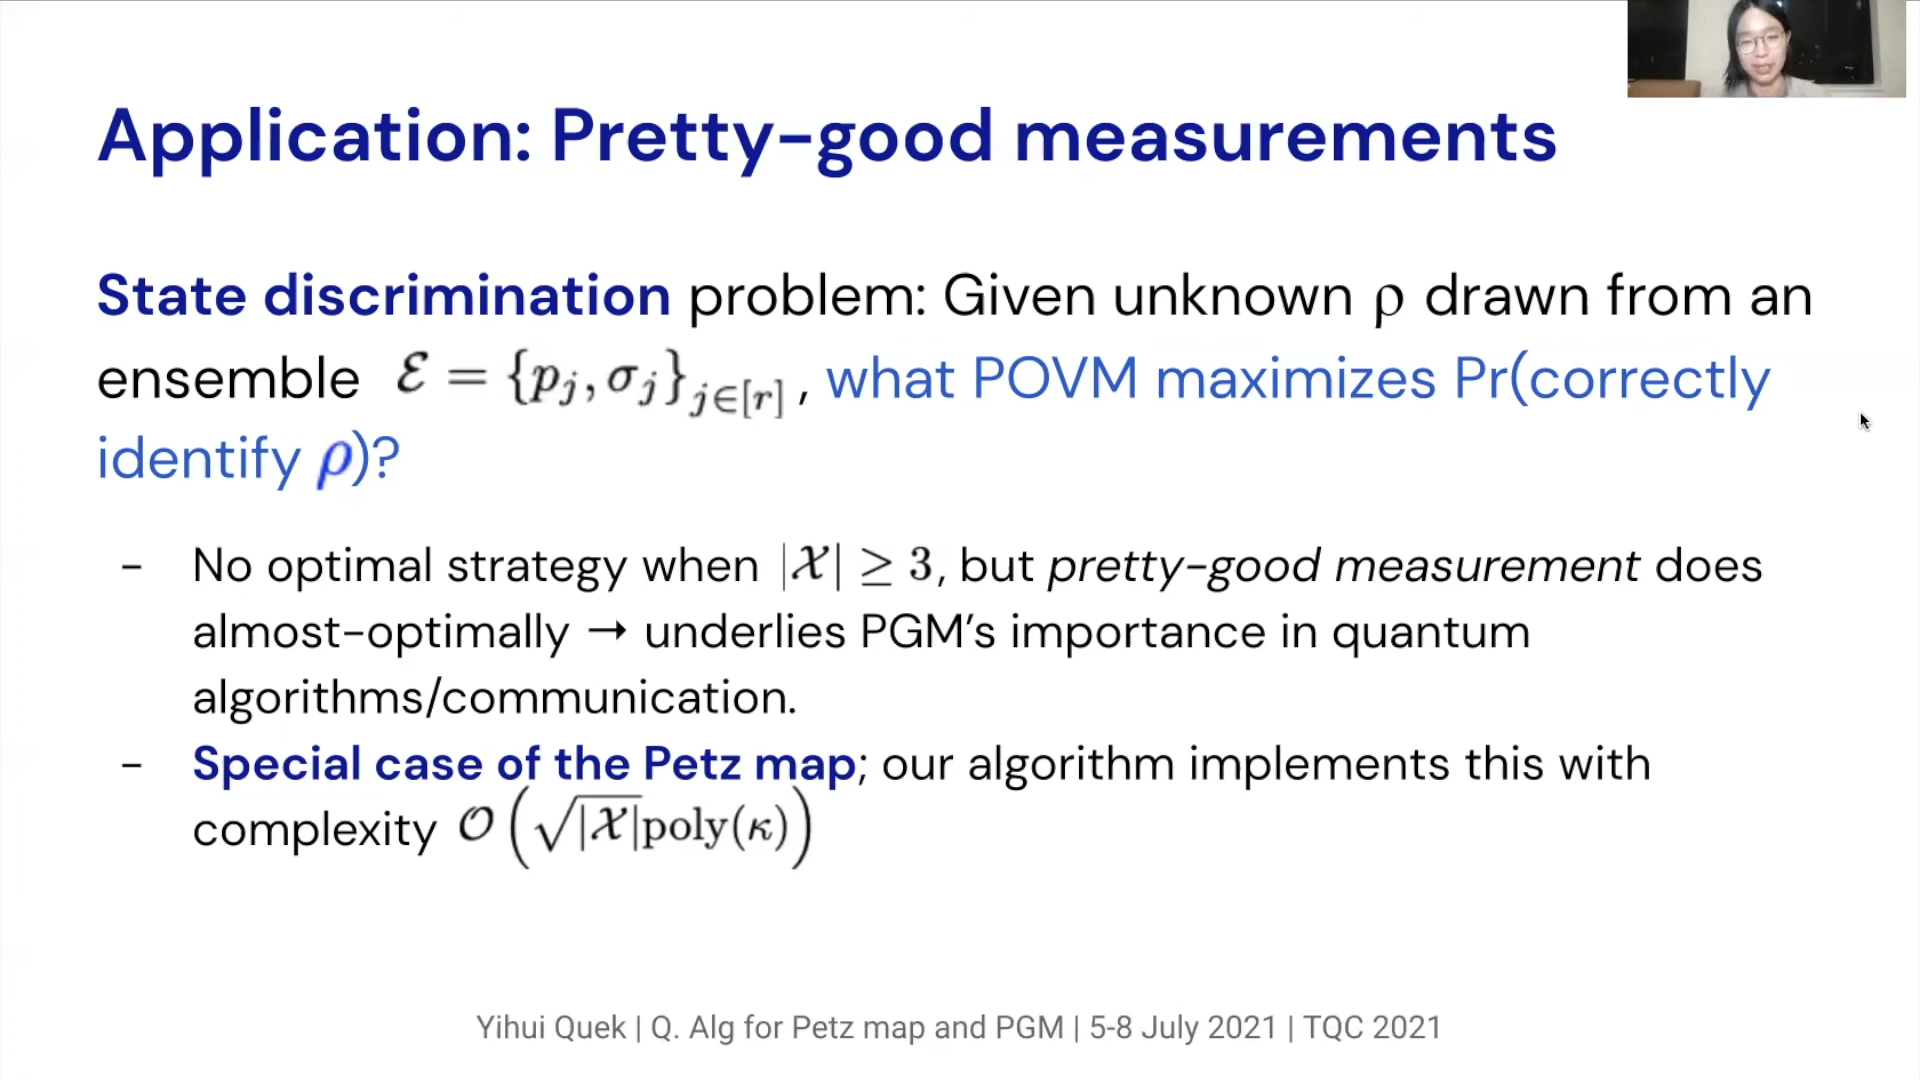 Application: Pretty-good measurements
State discrimination problem: Given unknown ρ drawn from an
ensemble ℰ = {p_j, σ_j}_{j∈[r]} , what POVM maximizes Pr(correctly
identify ρ)?
- No optimal strategy when |𝒳| ≥ 3, but pretty-good measurement does
almost-optimally → underlies PGM’s importance in quantum
algorithms/communication.
- Special case of the Petz map; our algorithm implements this with
complexity 𝒪(√|𝒳|poly(κ))
Yihui Quek | Q. Alg for Petz map and PGM | 5-8 July 2021 | TQC 2021